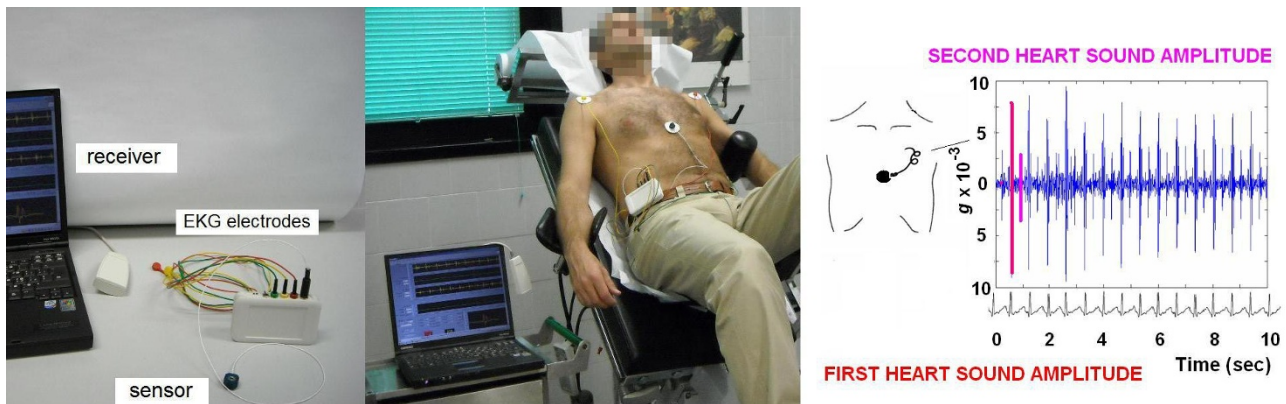 receiver
EKG electrodes
sensor
SECOND HEART SOUND AMPLITUDE
10
5
0
5
10
g x 10⁻³
0 2 4 6 8 10
Time (sec)
FIRST HEART SOUND AMPLITUDE